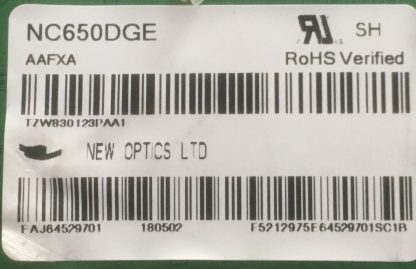 NC650DGE
SH
AAFXA
RoHS Verified
TZW830123PAA1
NEW OPTICS LTD
FAJ64529701 180502 F5212975F64529701SC1B